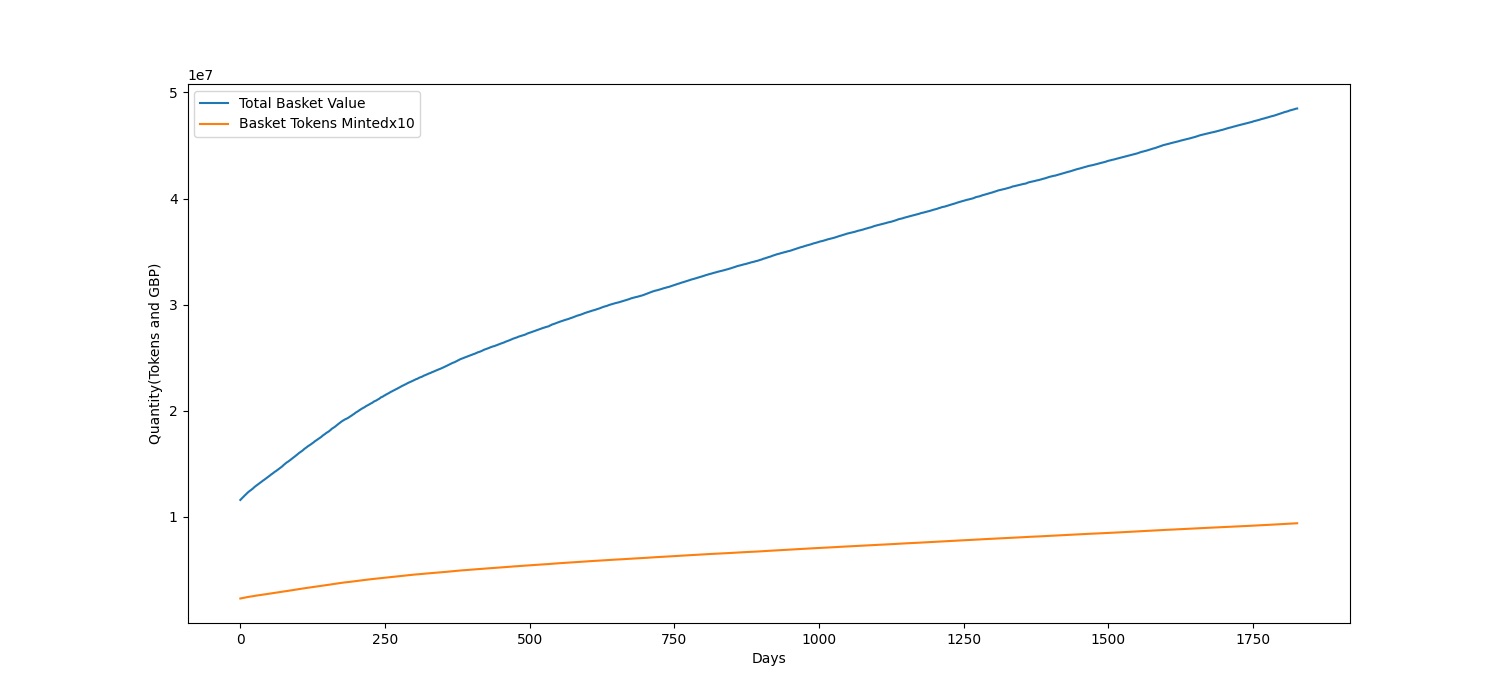 1e7
Total Basket Value
Basket Tokens Mintedx10
5
4
3
2
1
Quantity(Tokens and GBP)
0 250 500 750 1000 1250 1500 1750
Days